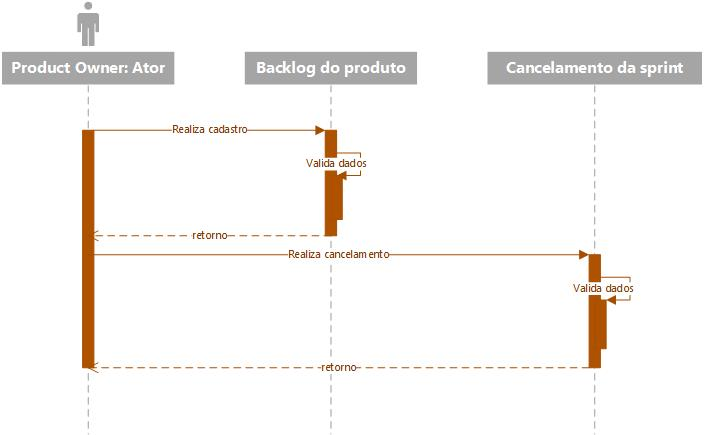 Product Owner: Ator
Backlog do produto
Cancelamento da sprint
Realiza cadastro
Valida dados
retorno
Realiza cancelamento
Valida dados
retorno